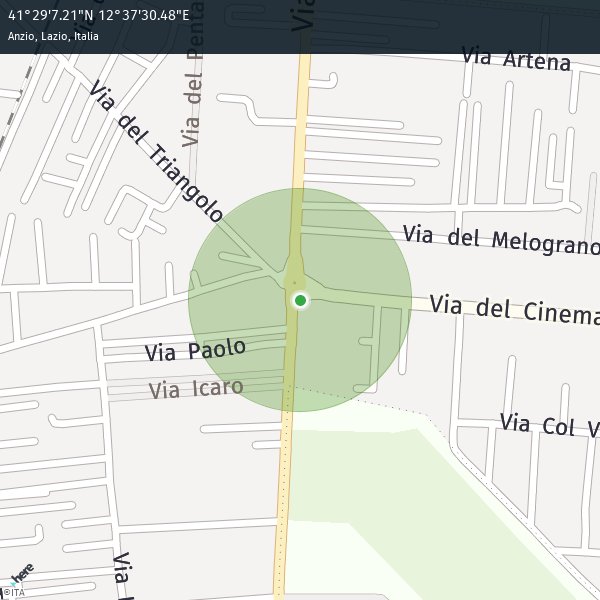 41°29'7.21"N 12°37'30.48"E
Anzio, Lazio, Italia
Via
Via Artena
Via del Penta
Via del Triangolo
Via del Melograno
Via del Cinema
Via Paolo
Via Icaro
Via Col V
Via
here
©ITA